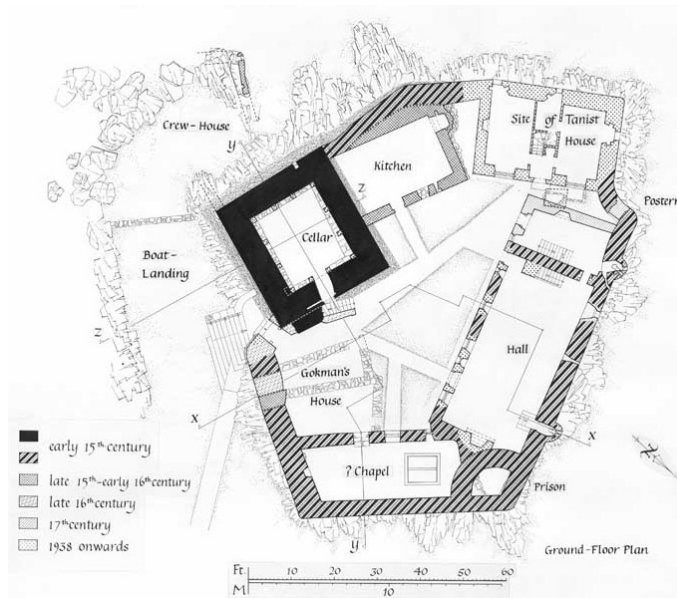 Crew-House
y
Site of Tanist
House
Kitchen
z
Postern
Cellar
Boat-
Landing
z
Hall
Gokman's
House
x
x
? Chapel
Prison
y
N
early 15th century
late 15th-early 16th century
late 16th century
17th century
1938 onwards
Ground-Floor Plan
Ft. 10 20 30 40 50 60
M 10